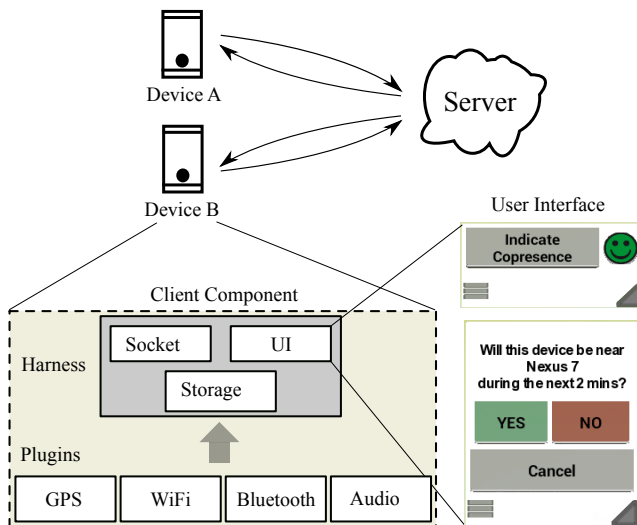 Device A
Server
Device B
User Interface
Indicate
Copresence
Client Component
Harness
Socket
UI
Storage
Will this device be near
Nexus 7
during the next 2 mins?
YES
NO
Cancel
Plugins
GPS
WiFi
Bluetooth
Audio